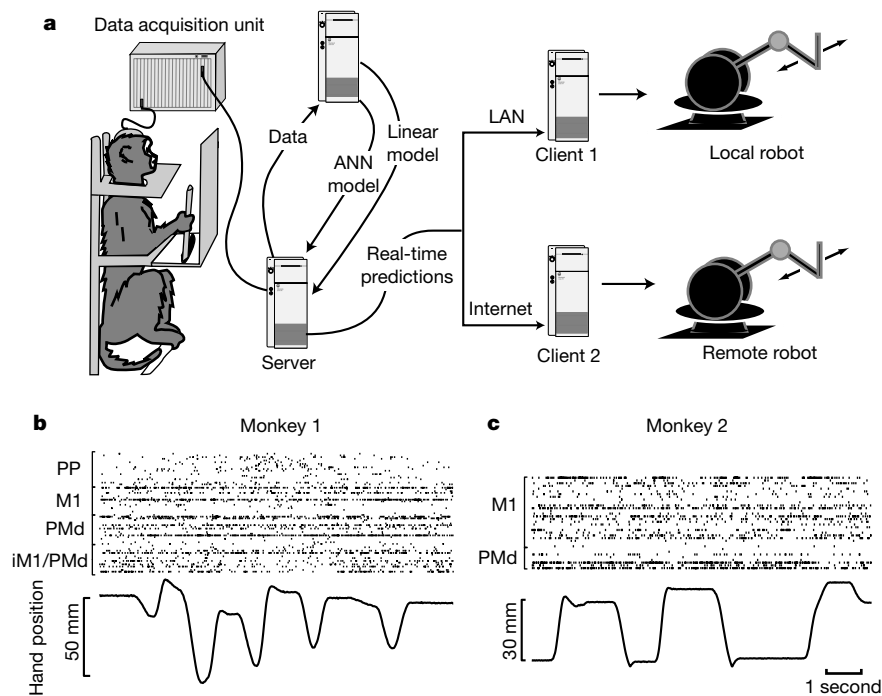 a
Data acquisition unit
Data
ANN
model
Linear
model
Server
Real-time
predictions
LAN
Client 1
Local robot
Internet
Client 2
Remote robot
b
Monkey 1
PP
M1
PMd
iM1/PMd
Hand position
50 mm
c
Monkey 2
M1
PMd
30 mm
1 second